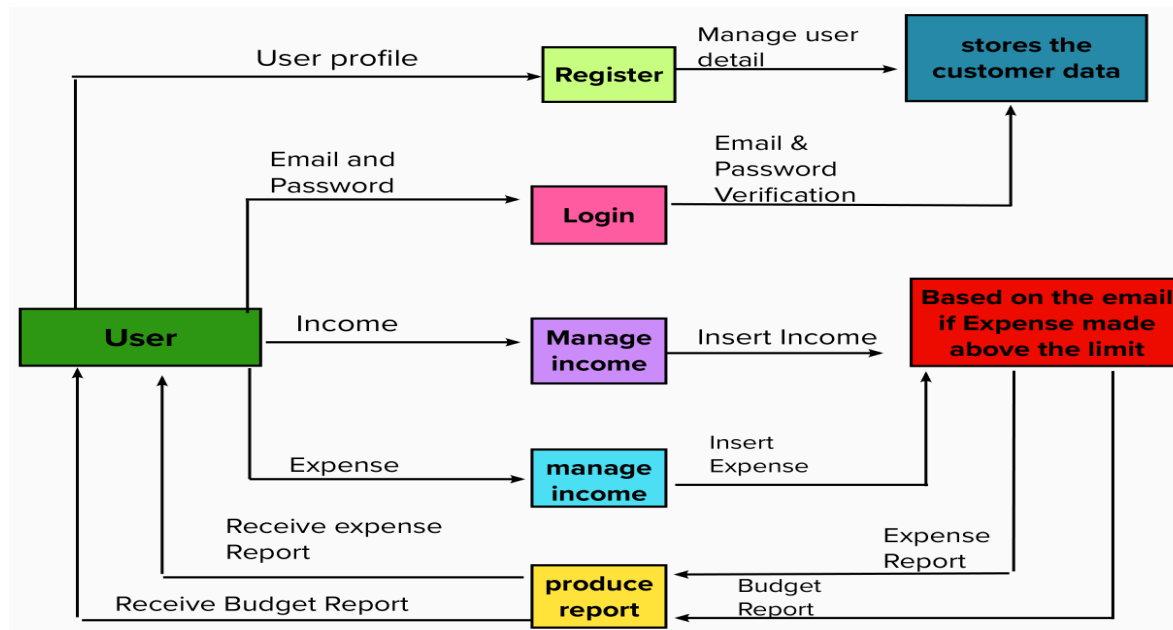 User profile
Register
Manage user
detail
stores the
customer data
Email and
Password
Login
Email &
Password
Verification
User
Income
Manage
income
Insert Income
Based on the email
if Expense made
above the limit
Expense
manage
income
Insert
Expense
Receive expense
Report
Expense
Report
produce
report
Budget
Report
Receive Budget Report